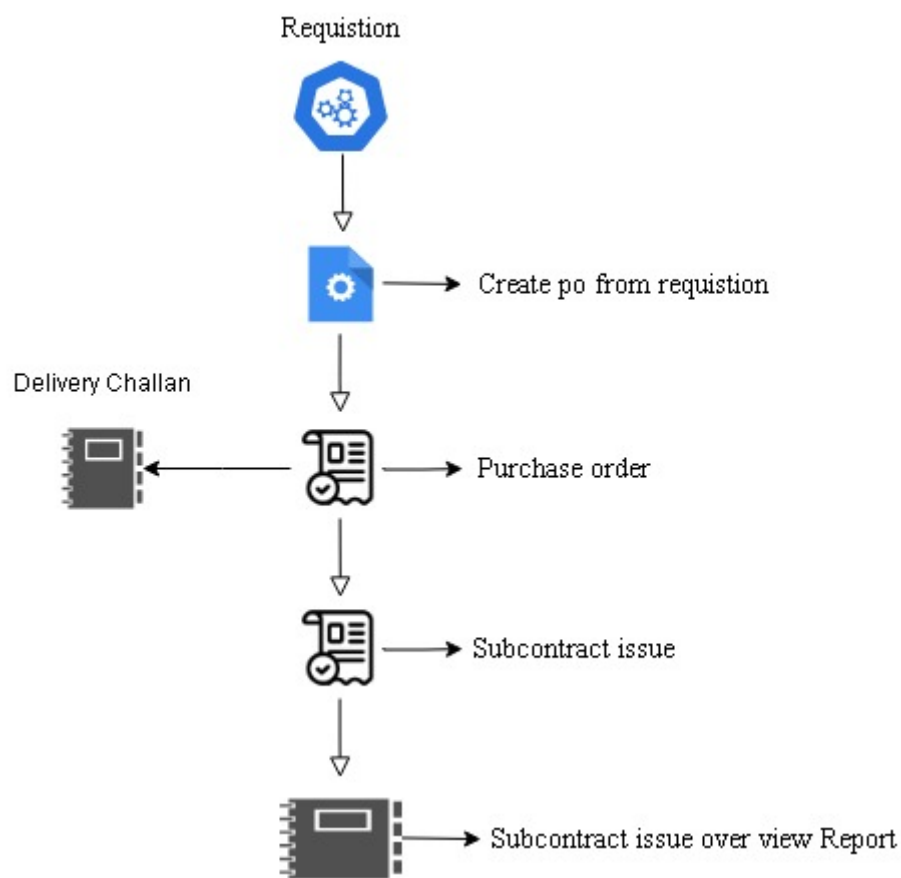 Requistion
Create po from requistion
Delivery Challan
Purchase order
Subcontract issue
Subcontract issue over view Report